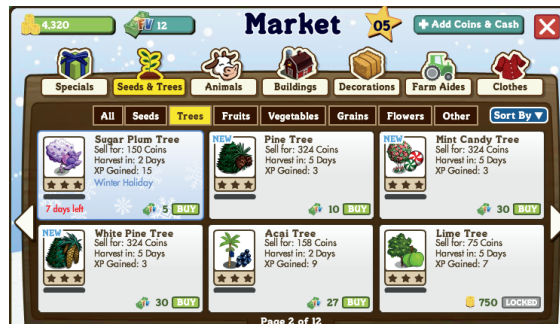 4,320
FV 12
Market
05
+ Add Coins & Cash
Specials
Seeds & Trees
Animals
Buildings
Decorations
Farm Aides
Clothes
All
Seeds
Trees
Fruits
Vegetables
Grains
Flowers
Other
Sort By
Sugar Plum Tree
Sell for: 150 Coins
Harvest in: 2 Days
XP Gained: 15
Winter Holiday
7 days left
5 BUY
NEW
Pine Tree
Sell for: 324 Coins
Harvest in: 5 Days
XP Gained: 3
10 BUY
NEW
Mint Candy Tree
Sell for: 324 Coins
Harvest in: 5 Days
XP Gained: 3
30 BUY
NEW
White Pine Tree
Sell for: 324 Coins
Harvest in: 5 Days
XP Gained: 3
30 BUY
Acai Tree
Sell for: 158 Coins
Harvest in: 2 Days
XP Gained: 9
27 BUY
Lime Tree
Sell for: 75 Coins
Harvest in: 5 Days
XP Gained: 7
750 LOCKED
Page 2 of 12